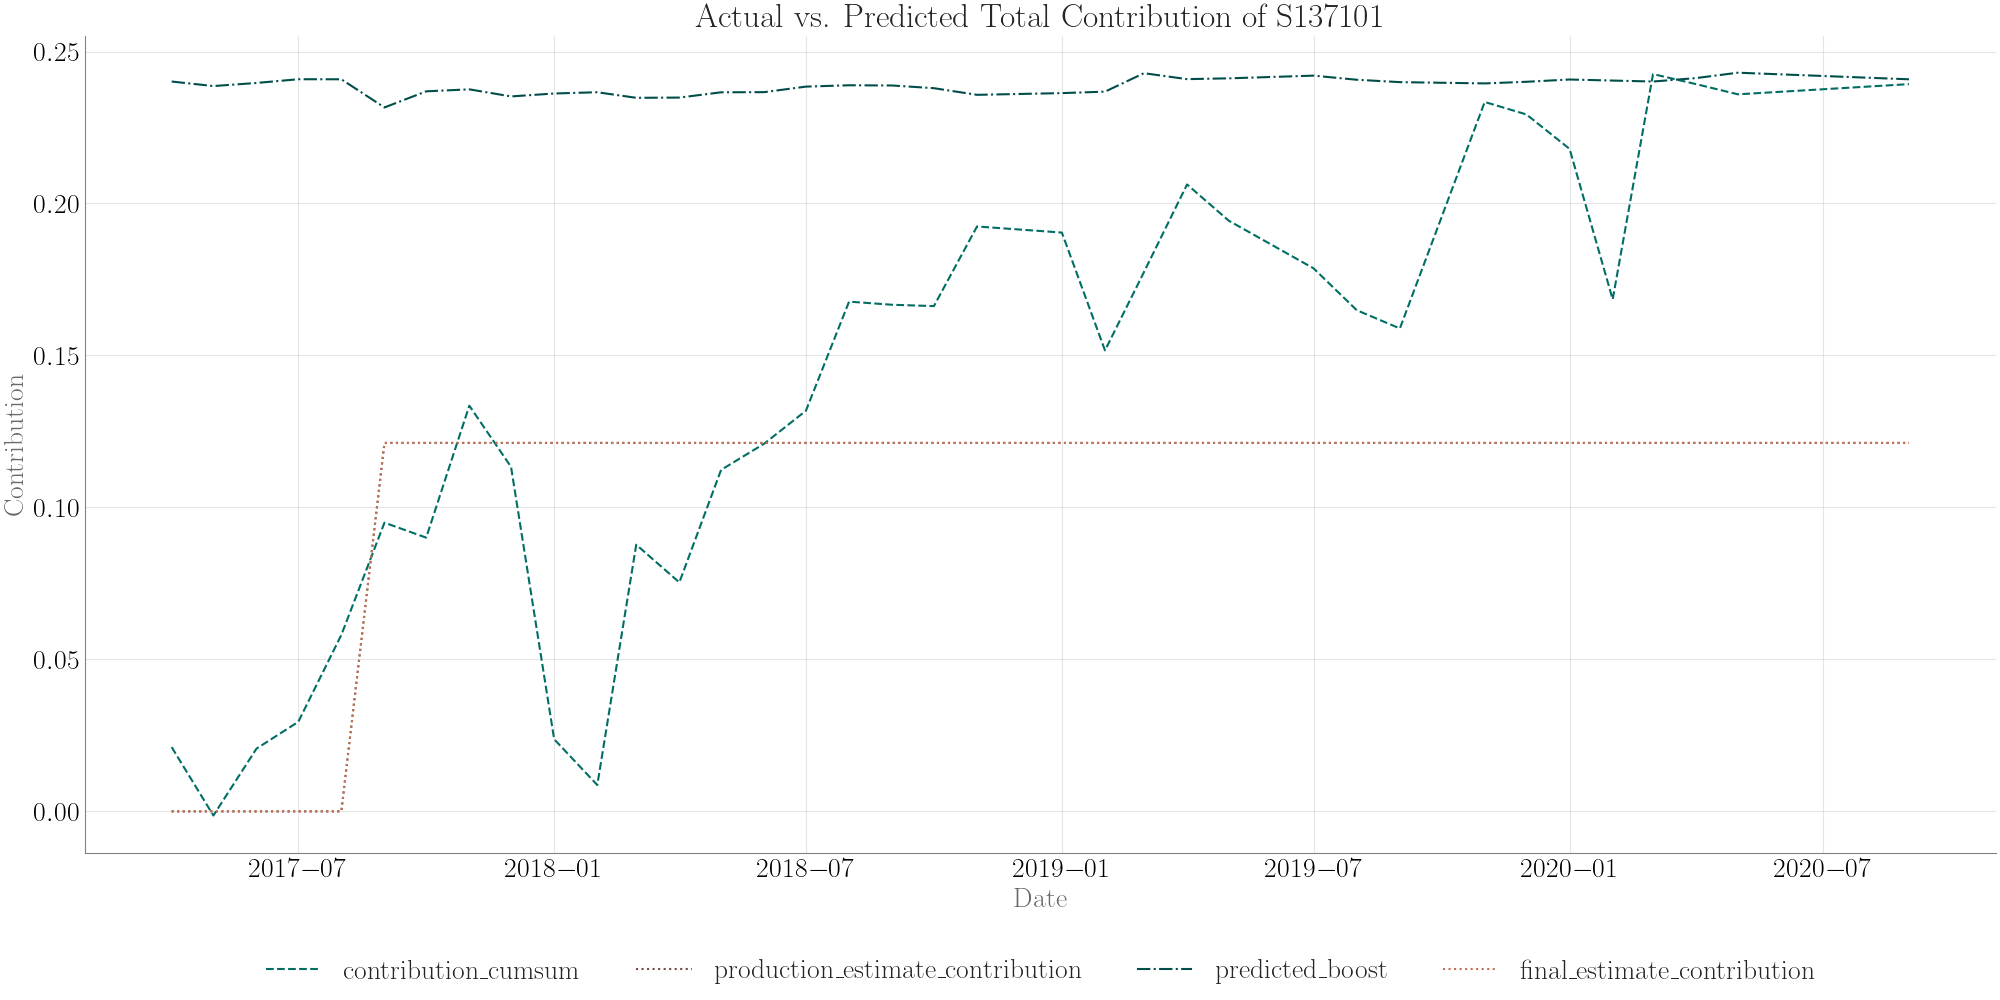 Actual vs. Predicted Total Contribution of S137101
0.25
0.20
0.15
0.10
0.05
0.00
Contribution
2017–07
2018–01
2018–07
2019–01
2019–07
2020–01
2020–07
Date
contribution_cumsum
production_estimate_contribution
predicted_boost
final_estimate_contribution